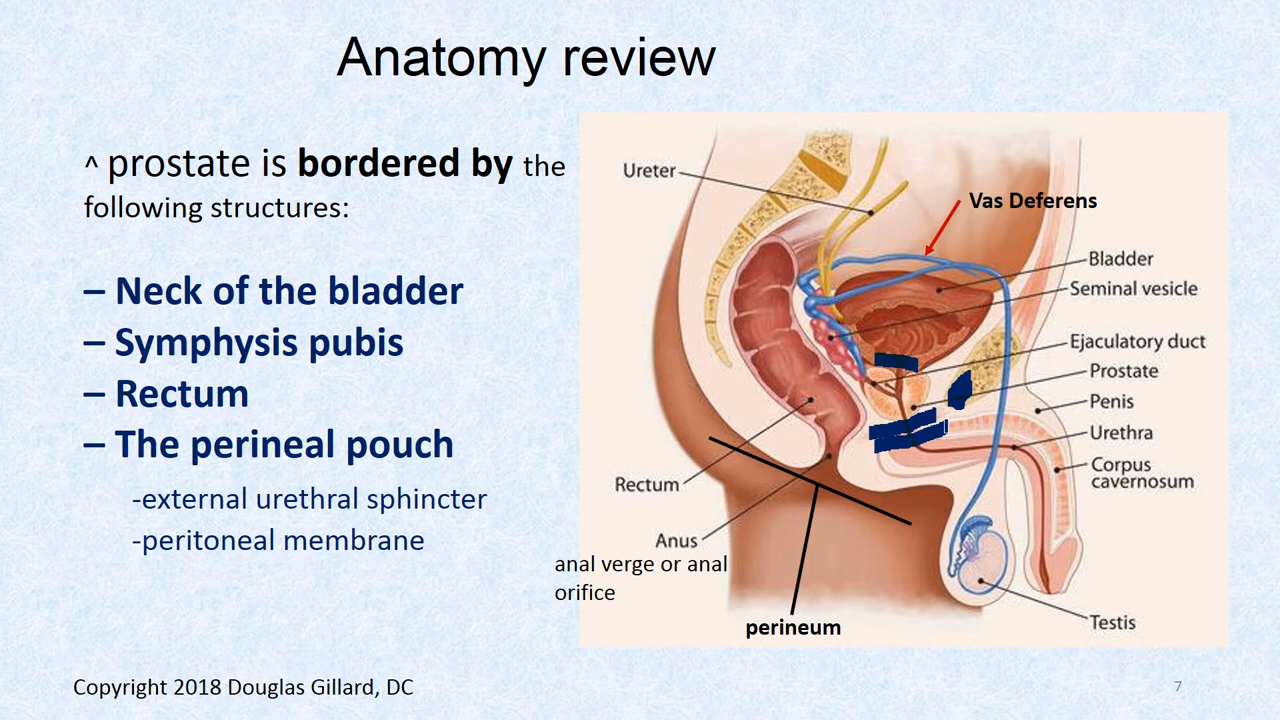 Anatomy review
^ prostate is bordered by the
following structures:
– Neck of the bladder
– Symphysis pubis
– Rectum
– The perineal pouch
-external urethral sphincter
-peritoneal membrane
Ureter
Vas Deferens
Bladder
Seminal vesicle
Ejaculatory duct
Prostate
Penis
Urethra
Corpus
cavernosum
Rectum
Anus
anal verge or anal
orifice
perineum
Testis
Copyright 2018 Douglas Gillard, DC
7